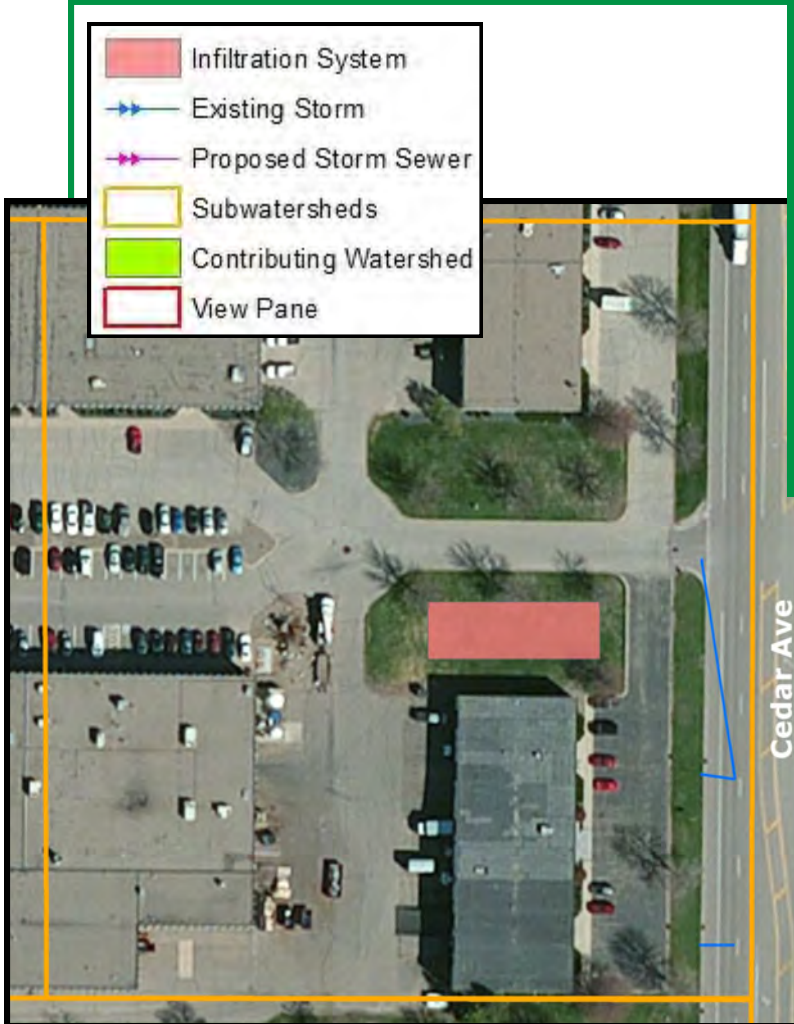 Infiltration System
Existing Storm
Proposed Storm Sewer
Subwatersheds
Contributing Watershed
View Pane
Cedar Ave